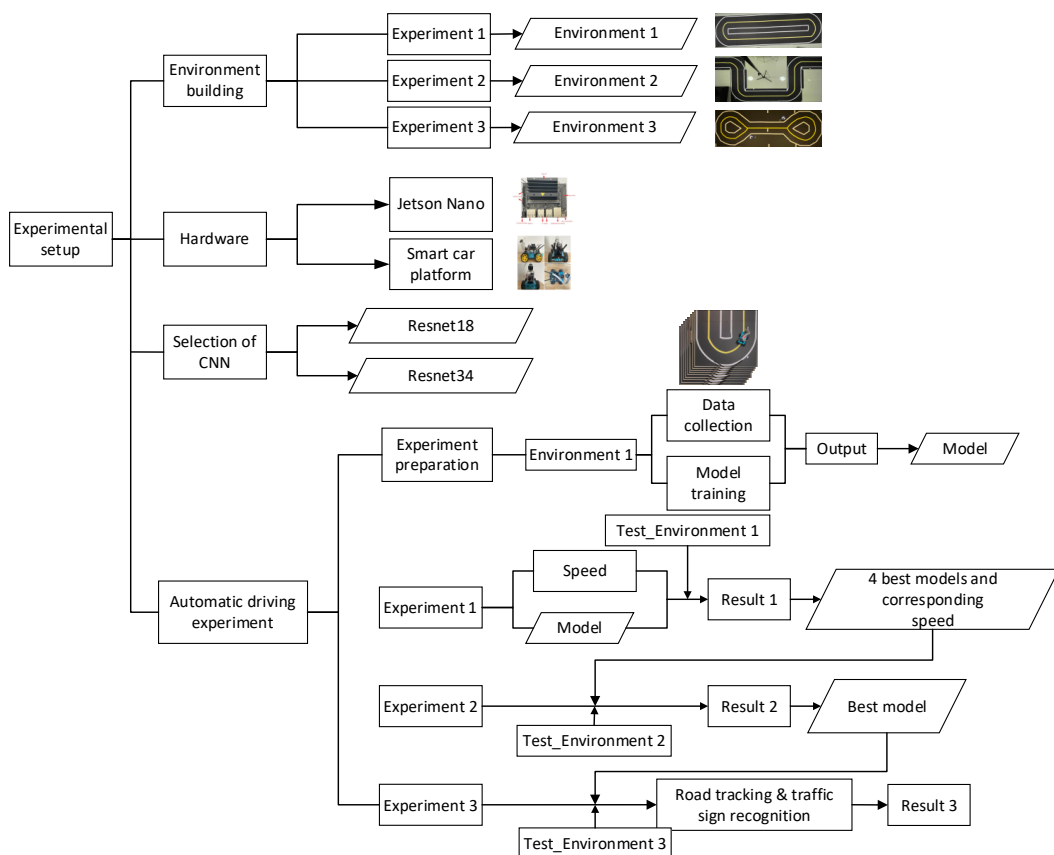 Experimental
setup
Environment
building
Experiment 1
Environment 1
Experiment 2
Environment 2
Experiment 3
Environment 3
Hardware
Jetson Nano
Smart car
platform
Selection of
CNN
Resnet18
Resnet34
Automatic driving
experiment
Experiment
preparation
Environment 1
Data
collection
Model
training
Output
Model
Test_Environment 1
Experiment 1
Speed
Model
Result 1
4 best models and
corresponding
speed
Experiment 2
Test_Environment 2
Result 2
Best model
Experiment 3
Test_Environment 3
Road tracking & traffic
sign recognition
Result 3